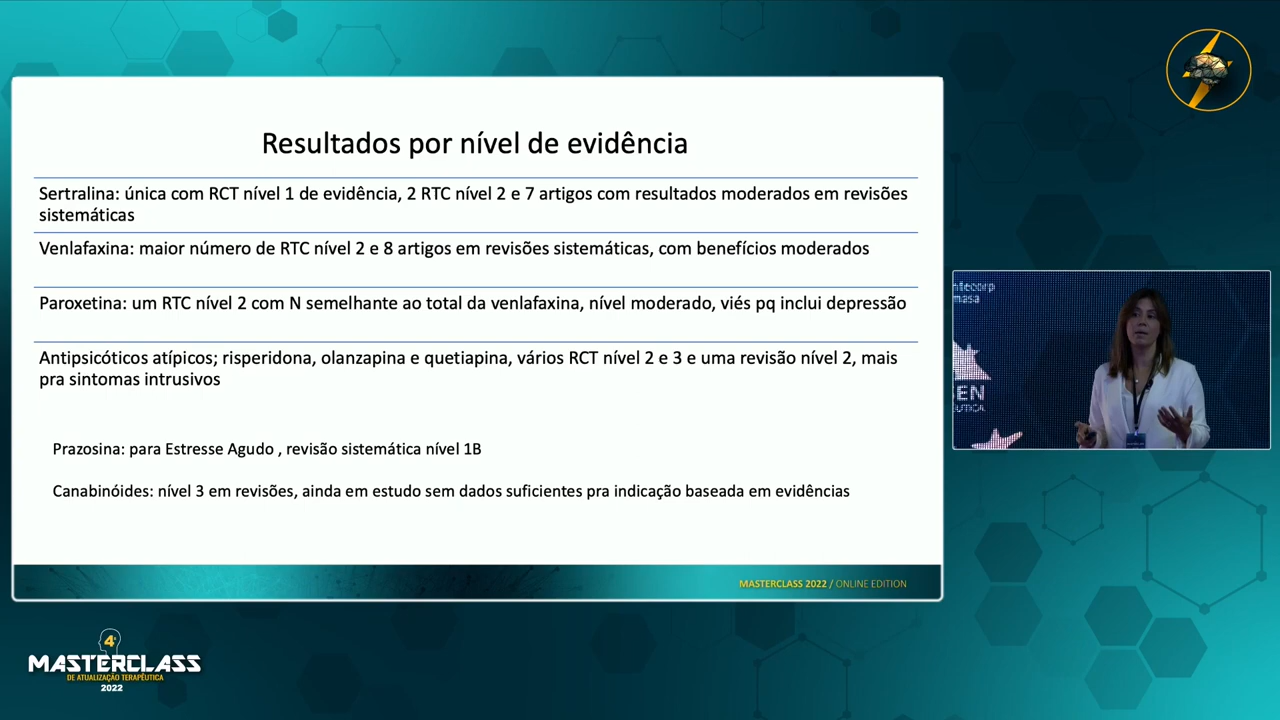 Resultados por nível de evidência
Sertralina: única com RCT nível 1 de evidência, 2 RTC nível 2 e 7 artigos com resultados moderados em revisões
sistemáticas
Venlafaxina: maior número de RTC nível 2 e 8 artigos em revisões sistemáticas, com benefícios moderados
Paroxetina: um RTC nível 2 com N semelhante ao total da venlafaxina, nível moderado, viés pq inclui depressão
Antipsicóticos atípicos; risperidona, olanzapina e quetiapina, vários RCT nível 2 e 3 e uma revisão nível 2, mais
pra sintomas intrusivos
Prazosina: para Estresse Agudo , revisão sistemática nível 1B
Canabinóides: nível 3 em revisões, ainda em estudo sem dados suficientes pra indicação baseada em evidências
MASTERCLASS 2022 / ONLINE EDITION
masa
SEN
4ª
MASTERCLASS
DE ATUALIZAÇÃO TERAPÊUTICA
2022